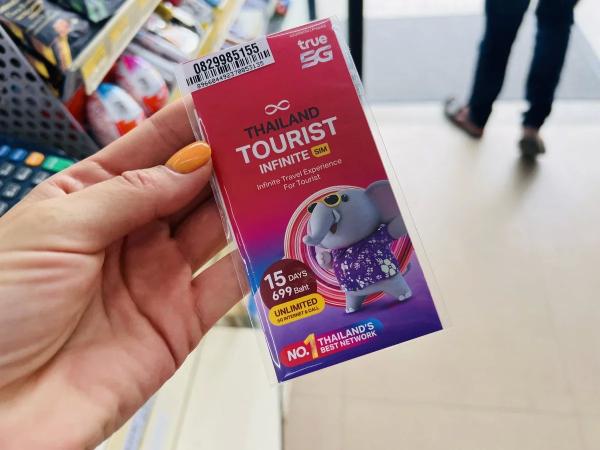 0829985155
true
5G
THAILAND
TOURIST
INFINITE SIM
Infinite Travel Experience
For Tourist
15 DAYS
699 Baht
UNLIMITED
5G INTERNET & CALL
NO.1 THAILAND'S
BEST NETWORK